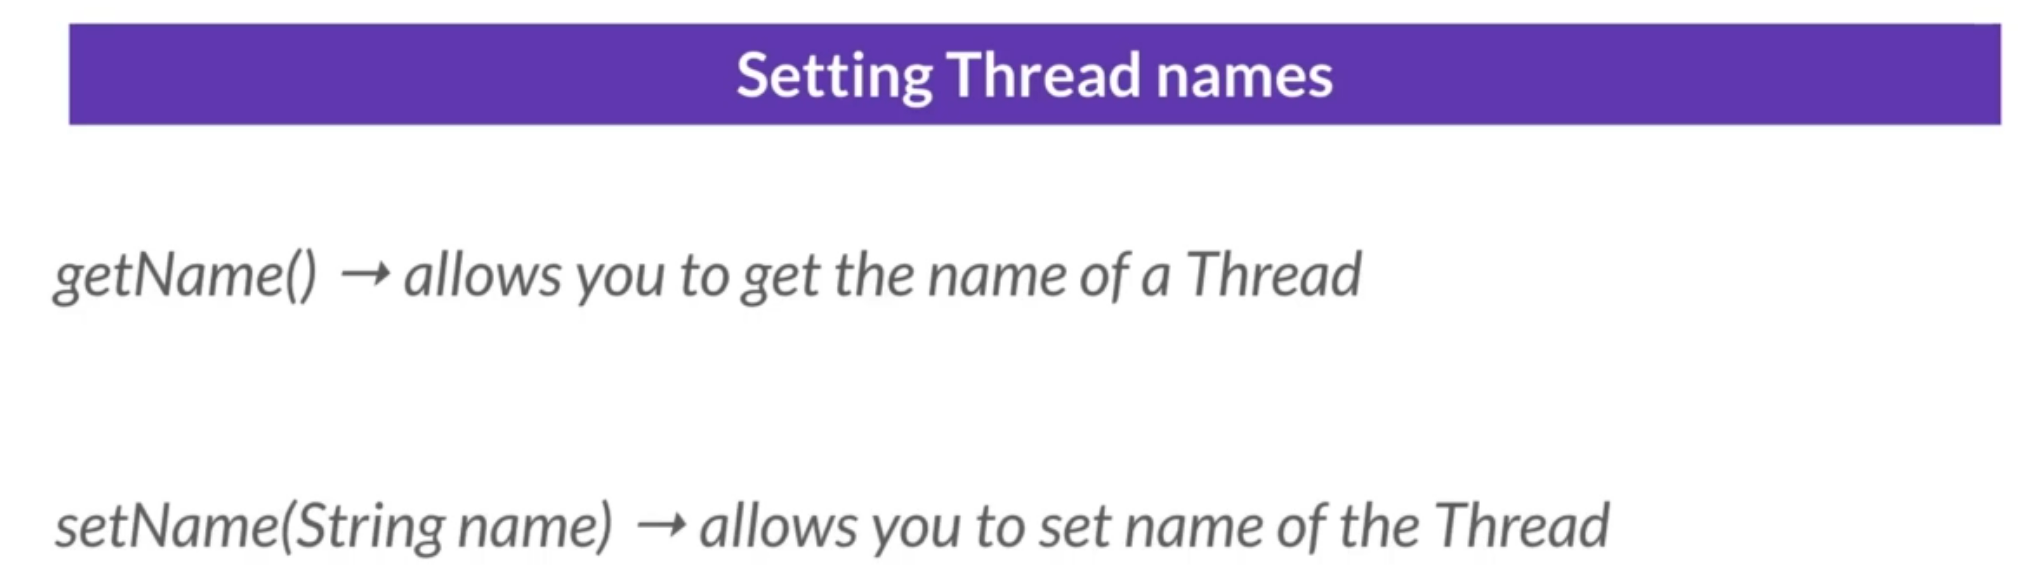 Setting Thread names
getName() → allows you to get the name of a Thread
setName(String name) → allows you to set name of the Thread